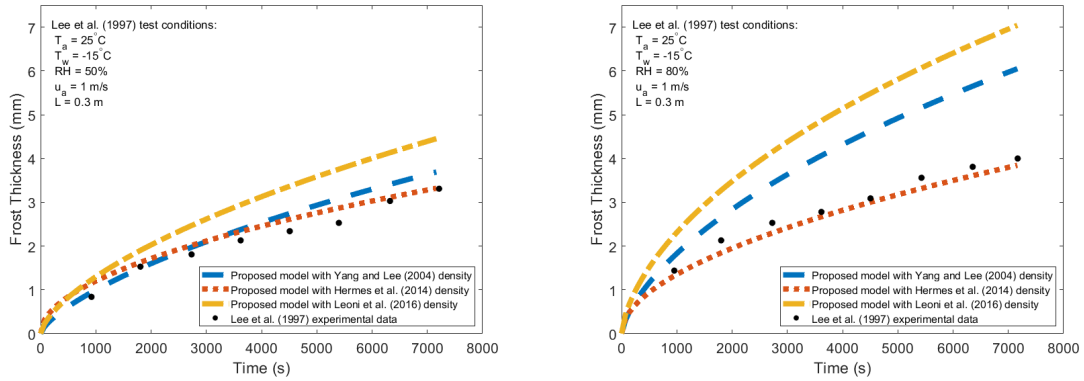 Lee et al. (1997) test conditions:
T_a = 25°C
T_w = -15°C
RH = 50%
u_a = 1 m/s
L = 0.3 m
Frost Thickness (mm)
7
6
5
4
3
2
1
0
Proposed model with Yang and Lee (2004) density
Proposed model with Hermes et al. (2014) density
Proposed model with Leoni et al. (2016) density
Lee et al. (1997) experimental data
0 1000 2000 3000 4000 5000 6000 7000 8000
Time (s)
Lee et al. (1997) test conditions:
T_a = 25°C
T_w = -15°C
RH = 80%
u_a = 1 m/s
L = 0.3 m
Frost Thickness (mm)
7
6
5
4
3
2
1
0
Proposed model with Yang and Lee (2004) density
Proposed model with Hermes et al. (2014) density
Proposed model with Leoni et al. (2016) density
Lee et al. (1997) experimental data
0 1000 2000 3000 4000 5000 6000 7000 8000
Time (s)